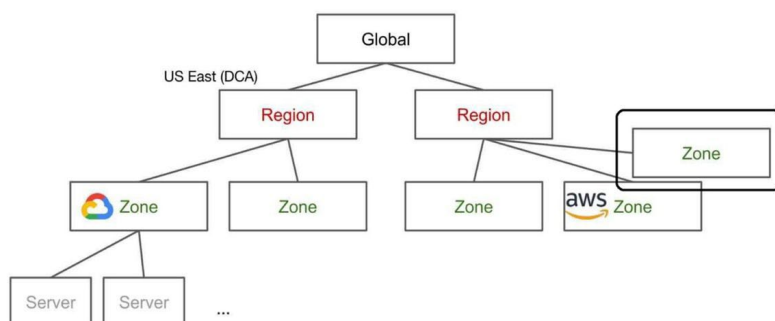 Global
US East (DCA)
Region
Region
Zone
Zone
Zone
Zone
aws Zone
Server
Server
...